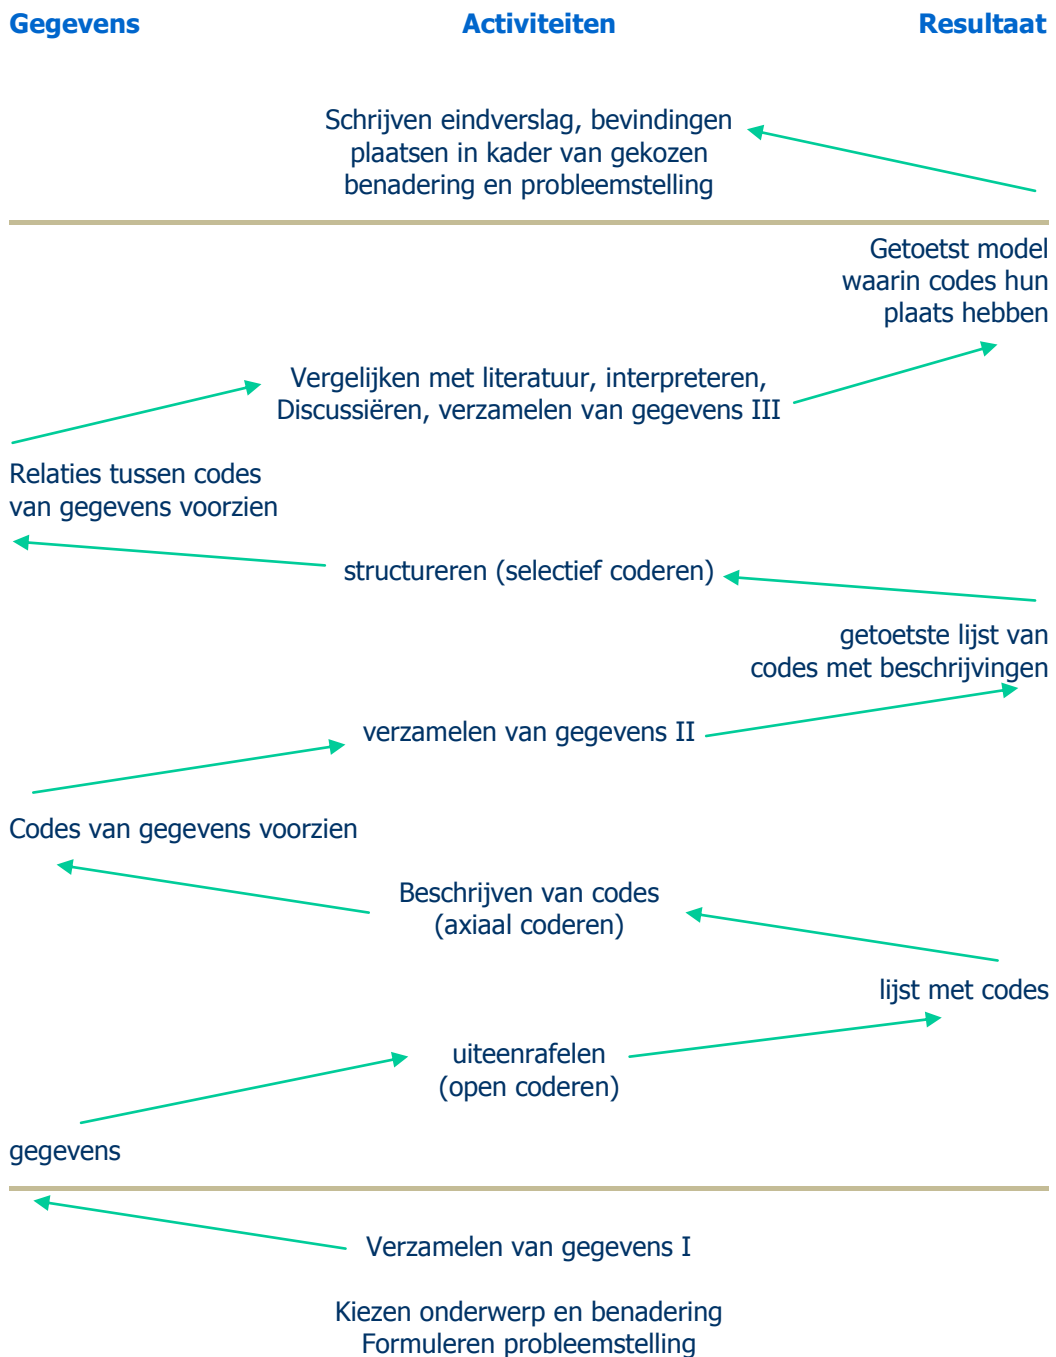 Gegevens Activiteiten Resultaat
Schrijven eindverslag, bevindingen
plaatsen in kader van gekozen
benadering en probleemstelling
Getoetst model
waarin codes hun
plaats hebben
Vergelijken met literatuur, interpreteren,
Discussiëren, verzamelen van gegevens III
Relaties tussen codes
van gegevens voorzien
structureren (selectief coderen)
getoetste lijst van
codes met beschrijvingen
verzamelen van gegevens II
Codes van gegevens voorzien
Beschrijven van codes
(axiaal coderen)
lijst met codes
uiteenrafelen
(open coderen)
gegevens
Verzamelen van gegevens I
Kiezen onderwerp en benadering
Formuleren probleemstelling